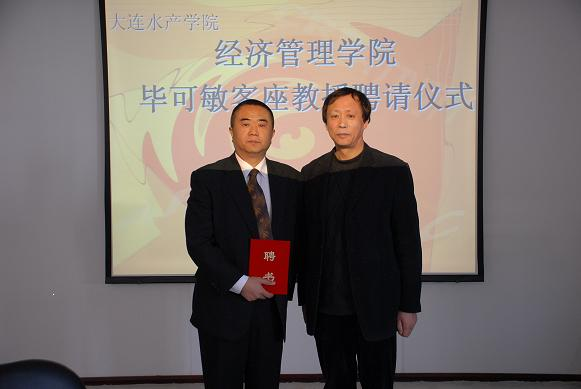 大连水产学院
经济管理学院
毕可敏客座教授聘请仪式
聘
书